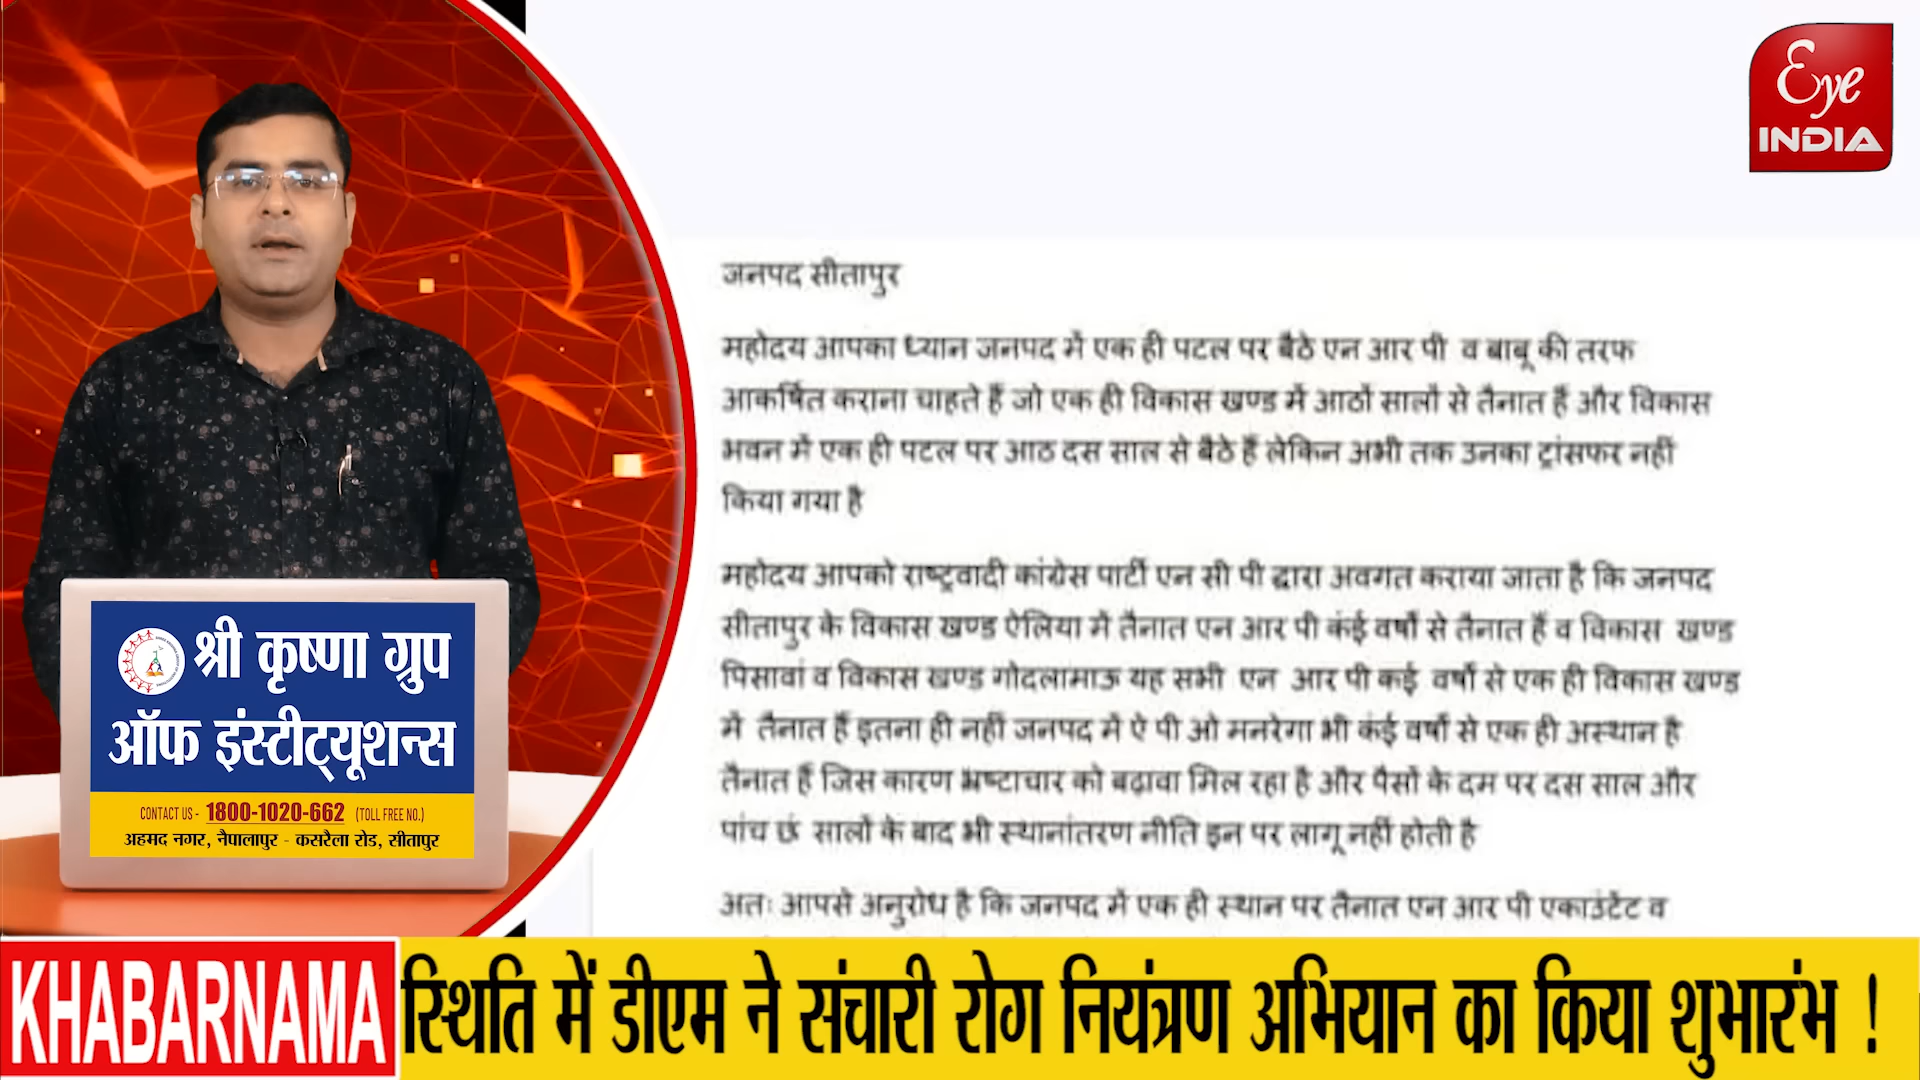 Eye
INDIA
जनपद सीतापुर
महोदय आपका ध्यान जनपद में एक ही पटल पर बैठे एन आर पी व बाबू की तरफ
आकर्षित कराना चाहते हैं जो एक ही विकास खण्ड में आठों सालों से तैनात हैं और विकास
भवन में एक ही पटल पर आठ दस साल से बैठे हैं लेकिन अभी तक उनका ट्रांसफर नहीं
किया गया है
महोदय आपको राष्ट्रवादी कांग्रेस पार्टी एन सी पी द्वारा अवगत कराया जाता है कि जनपद
सीतापुर के विकास खण्ड ऐलिया में तैनात एन आर पी कंई वर्षों से तैनात हैं व विकास खण्ड
पिसावां व विकास खण्ड गोदलामाऊ यह सभी एन आर पी कई वर्षों से एक ही विकास खण्ड
में तैनात हैं इतना ही नहीं जनपद में ऐ पी ओ मनरेगा भी कंई वर्षों से एक ही अस्थान है
तैनात हैं जिस कारण भ्रष्टाचार को बढ़ावा मिल रहा है और पैसों के दम पर दस साल और
पांच छं सालों के बाद भी स्थानांतरण नीति इन पर लागू नहीं होती है
अतः आपसे अनुरोध है कि जनपद में एक ही स्थान पर तैनात एन आर पी एकाउंटेंट व
श्री कृष्णा ग्रुप
ऑफ इंस्टीट्यूशन्स
CONTACT US - 1800-1020-662 (TOLL FREE NO.)
अहमद नगर, नैपालापुर - कसरैला रोड, सीतापुर
KHABARNAMA
स्थिति में डीएम ने संचारी रोग नियंत्रण अभियान का किया शुभारंभ !